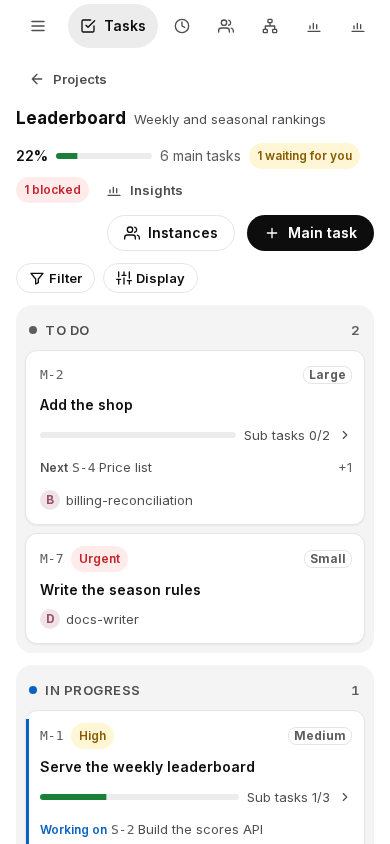 Tasks
Projects
Leaderboard Weekly and seasonal rankings
22% 6 main tasks 1 waiting for you
1 blocked Insights
Instances Main task
Filter Display
TO DO 2
M-2 Large
Add the shop
Sub tasks 0/2
Next S-4 Price list +1
B billing-reconciliation
M-7 Urgent Small
Write the season rules
D docs-writer
IN PROGRESS 1
M-1 High Medium
Serve the weekly leaderboard
Sub tasks 1/3
Working on S-2 Build the scores API